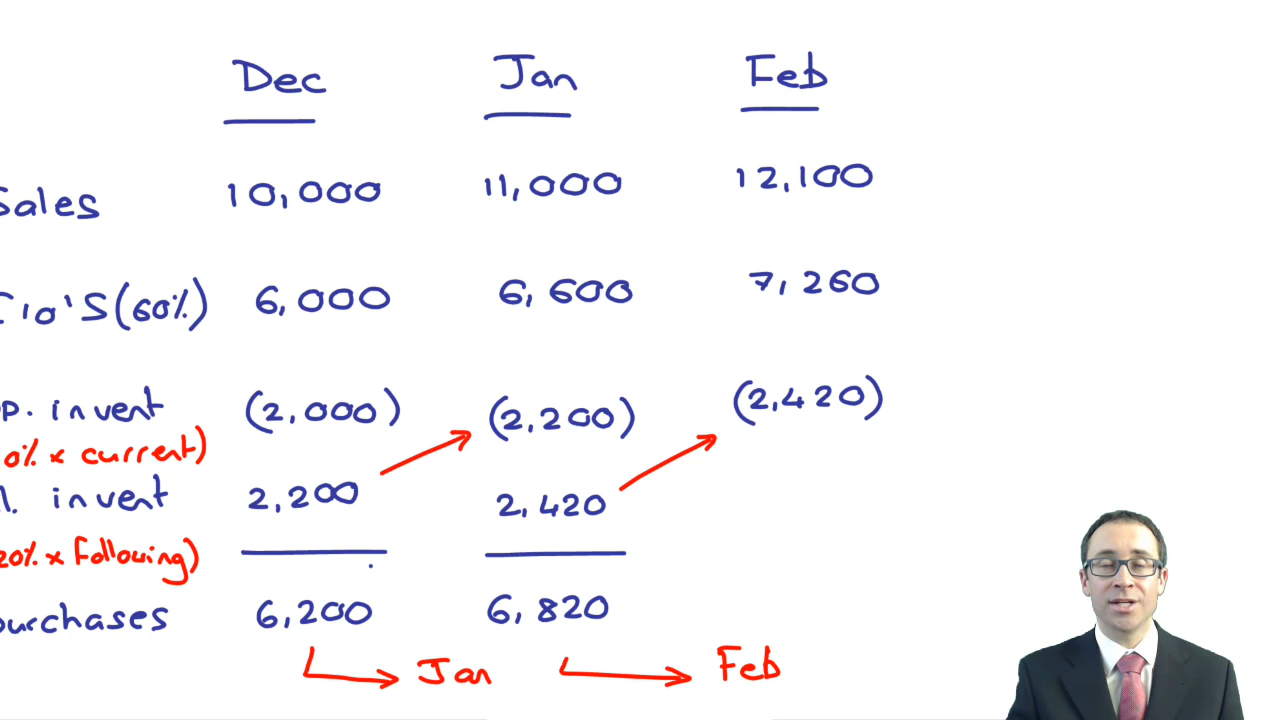 Dec Jan Feb
Sales 10,000 11,000 12,100
'S (60%) 6,000 6,600 7,260
p. invent (2,000) (2,200) (2,420)
0% x current)
l. invent 2,200 2,420
20% x Following)
purchases 6,200 6,820
Jan Feb